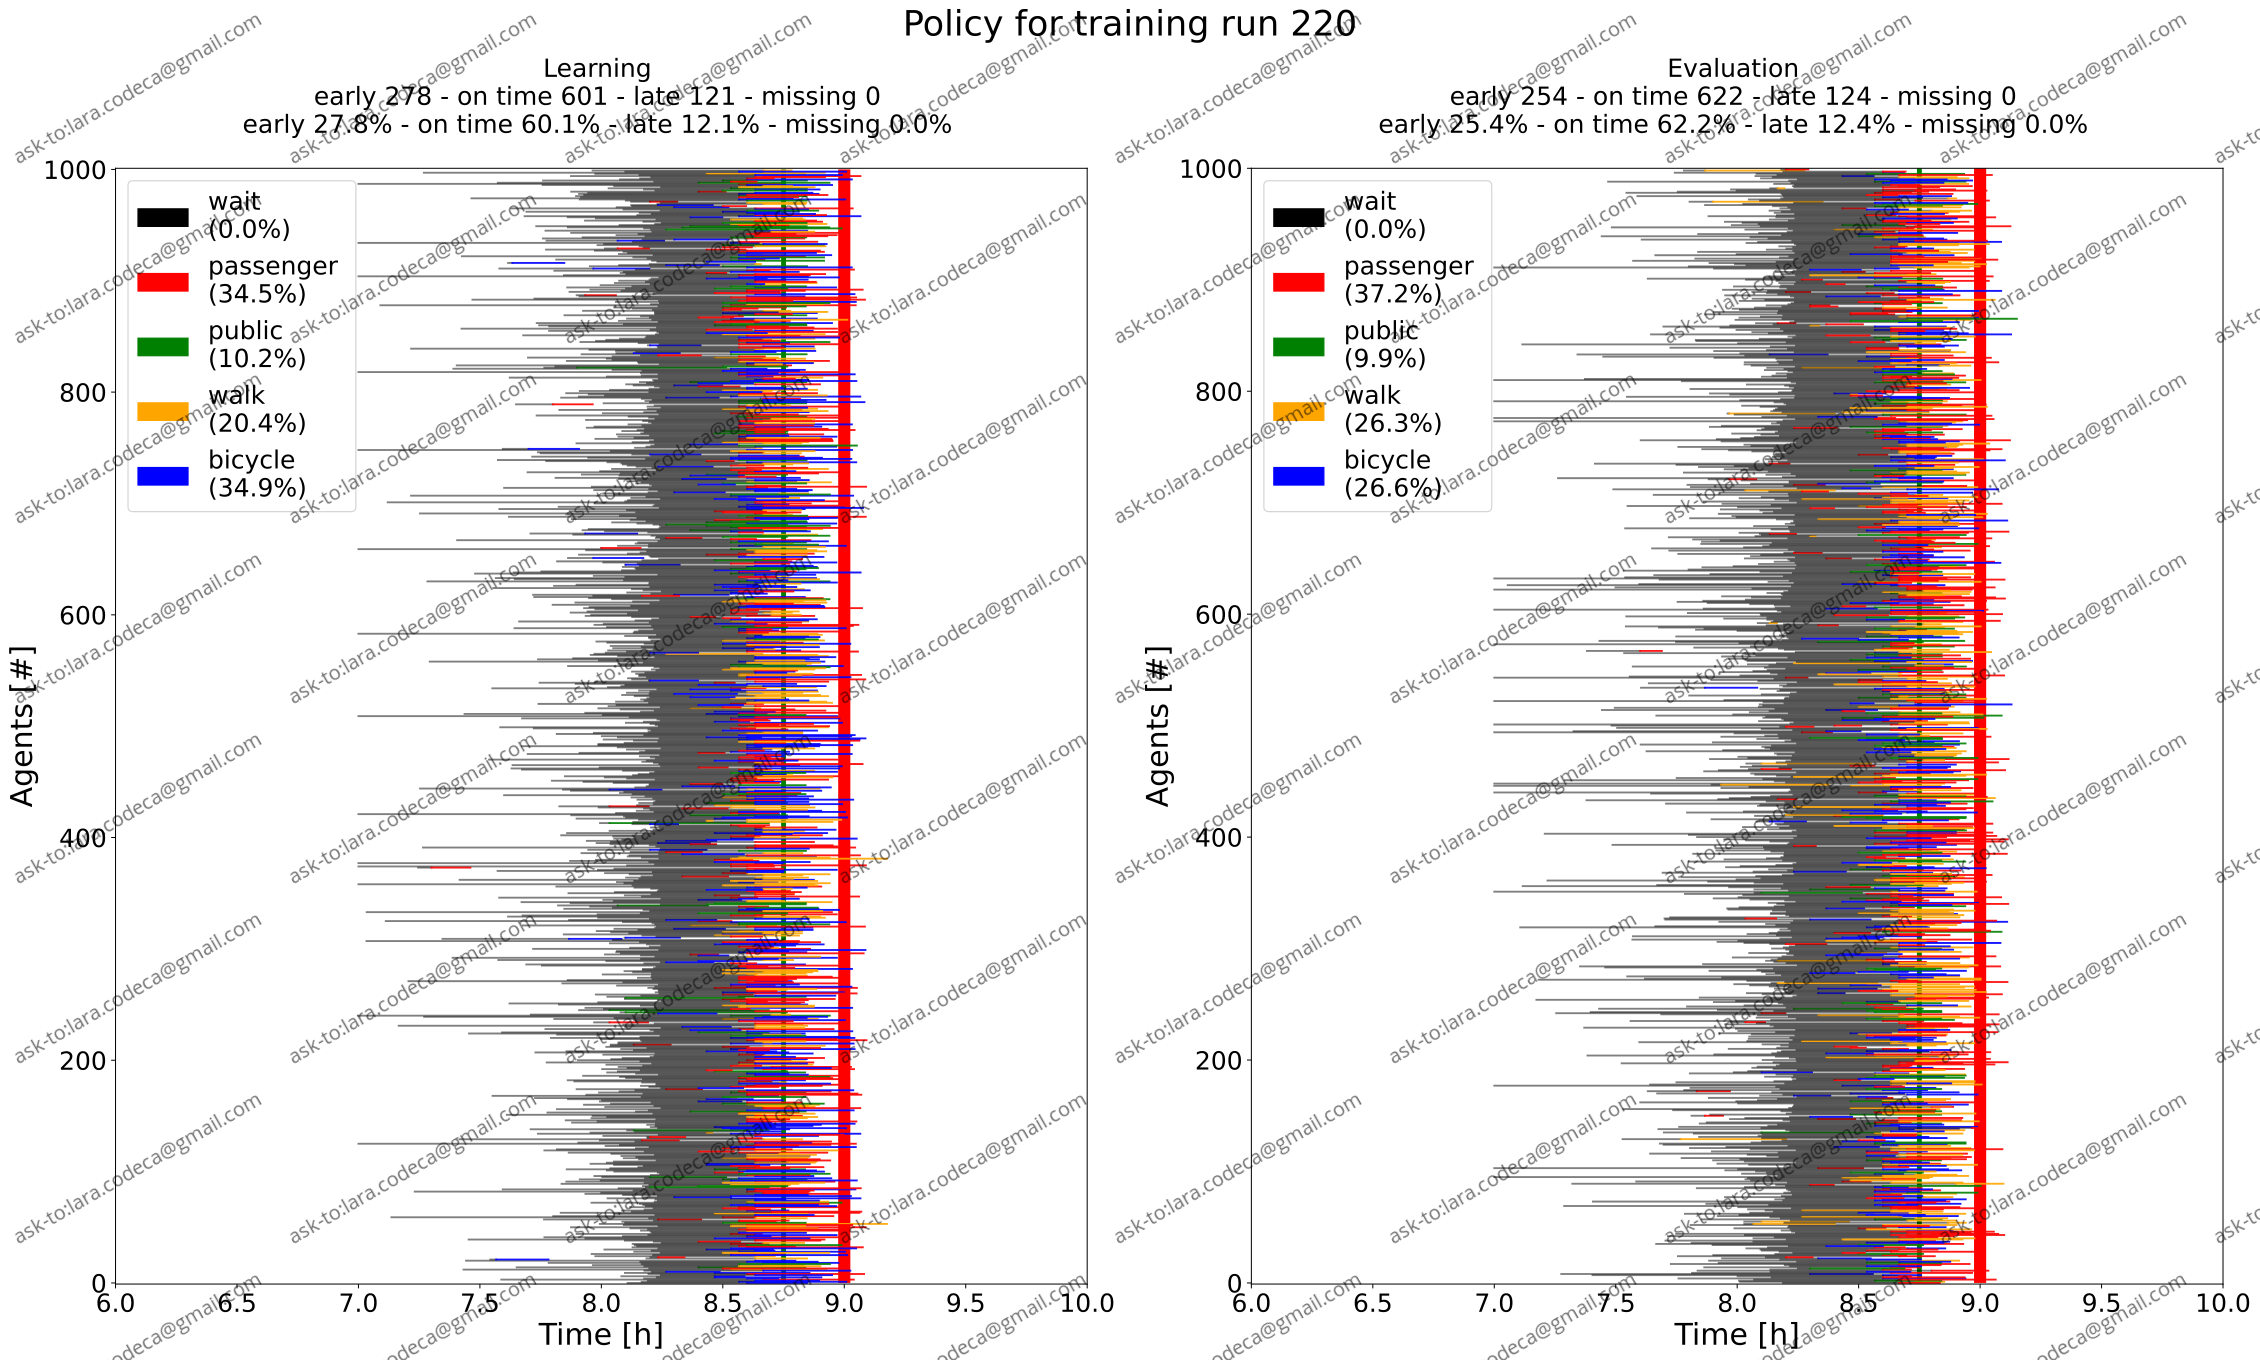 Policy for training run 220
Learning
early 278 - on time 601 - late 121 - missing 0
early 27.8% - on time 60.1% - late 12.1% - missing 0.0%
1000
800
600
400
200
0
Agents [#]
wait
(0.0%)
passenger
(34.5%)
public
(10.2%)
walk
(20.4%)
bicycle
(34.9%)
6.0 6.5 7.0 7.5 8.0 8.5 9.0 9.5 10.0
Time [h]
Evaluation
early 254 - on time 622 - late 124 - missing 0
early 25.4% - on time 62.2% - late 12.4% - missing 0.0%
1000
800
600
400
200
0
Agents [#]
wait
(0.0%)
passenger
(37.2%)
public
(9.9%)
walk
(26.3%)
bicycle
(26.6%)
6.0 6.5 7.0 7.5 8.0 8.5 9.0 9.5 10.0
Time [h]
ask-to:lara.codeca@gmail.com